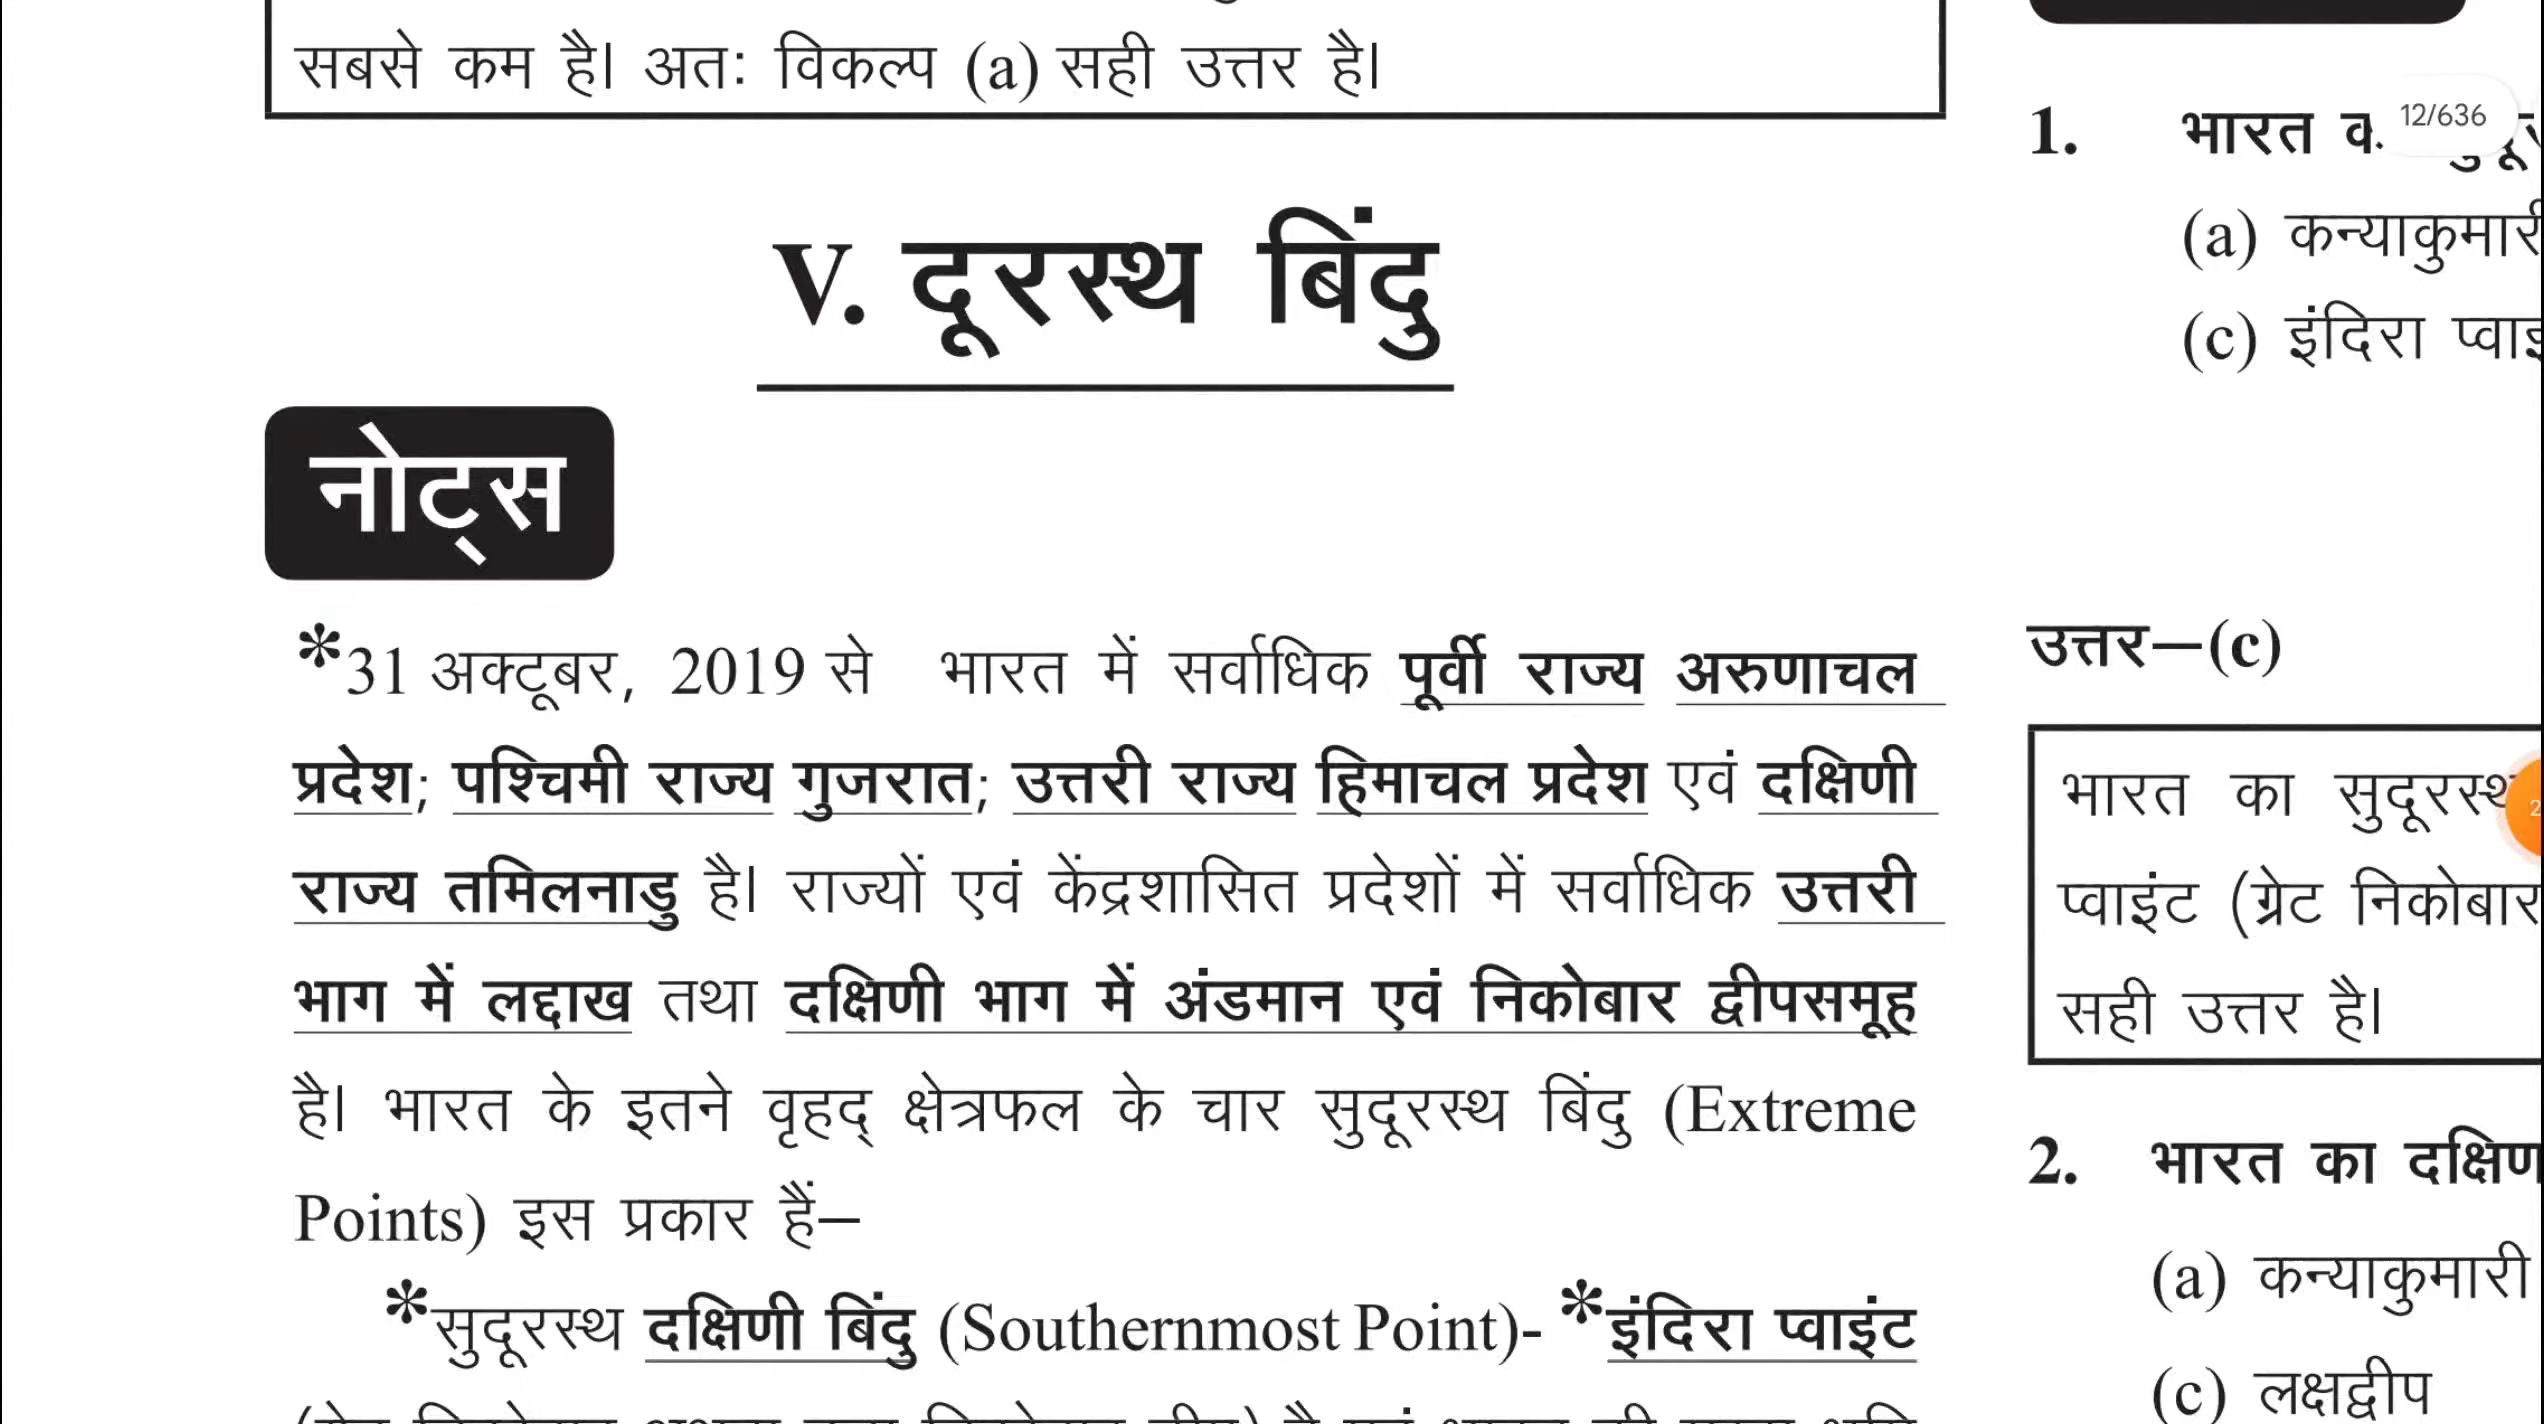 सबसे कम है। अतः विकल्प (a) सही उत्तर है।
V. दूरस्थ बिंदु
नोट्स
*31 अक्टूबर, 2019 से भारत में सर्वाधिक पूर्वी राज्य अरुणाचल
प्रदेश; पश्चिमी राज्य गुजरात; उत्तरी राज्य हिमाचल प्रदेश एवं दक्षिणी
राज्य तमिलनाडु है। राज्यों एवं केंद्रशासित प्रदेशों में सर्वाधिक उत्तरी
भाग में लद्दाख तथा दक्षिणी भाग में अंडमान एवं निकोबार द्वीपसमूह
है। भारत के इतने वृहद् क्षेत्रफल के चार सुदूरस्थ बिंदु (Extreme
Points) इस प्रकार हैं–
*सुदूरस्थ दक्षिणी बिंदु (Southernmost Point)- *इंदिरा प्वाइंट
12/636
1. भारत
(a) कन्याकुमारी
(c) इंदिरा
उत्तर–(c)
भारत का सुदूरस्थ
प्वाइंट (ग्रेट निकोबार
सही उत्तर है।
2. भारत का
(a) कन्याकुमारी
(c) लक्षद्वीप